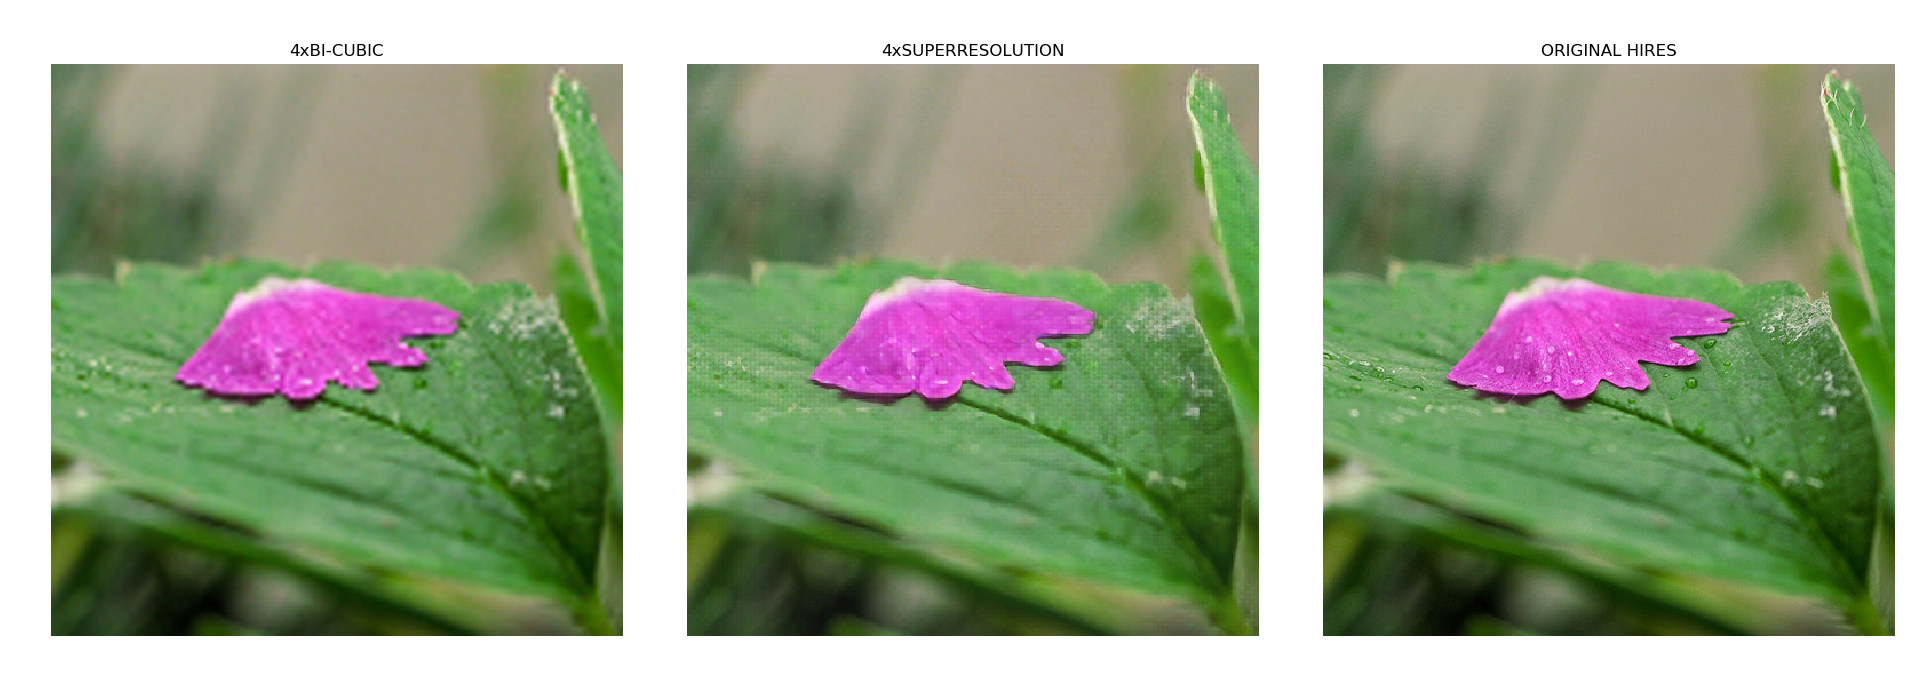 4xBI-CUBIC
4xSUPERRESOLUTION
ORIGINAL HIRES